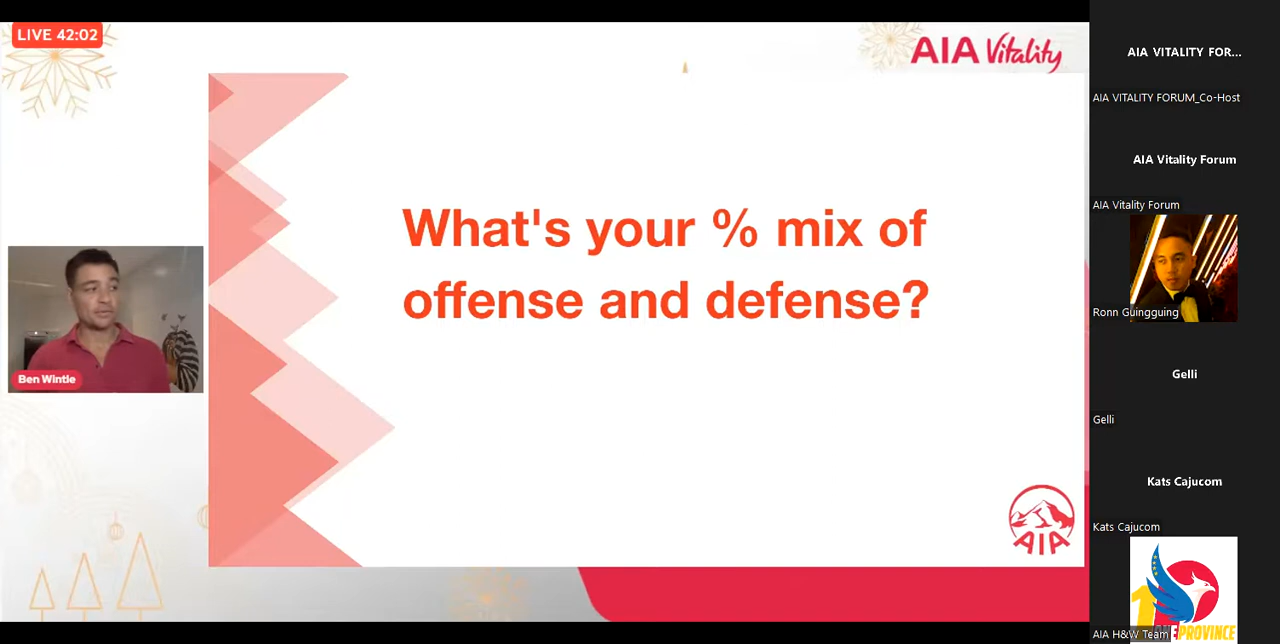 LIVE 42:02
AIA Vitality
What's your % mix of
offense and defense?
Ben Wintle
AIA
AIA VITALITY FOR...
AIA VITALITY FORUM_Co-Host
AIA Vitality Forum
AIA Vitality Forum
Ronn Guingguing
Gelli
Gelli
Kats Cajucom
Kats Cajucom
PROVINCE
AIA H&W Team